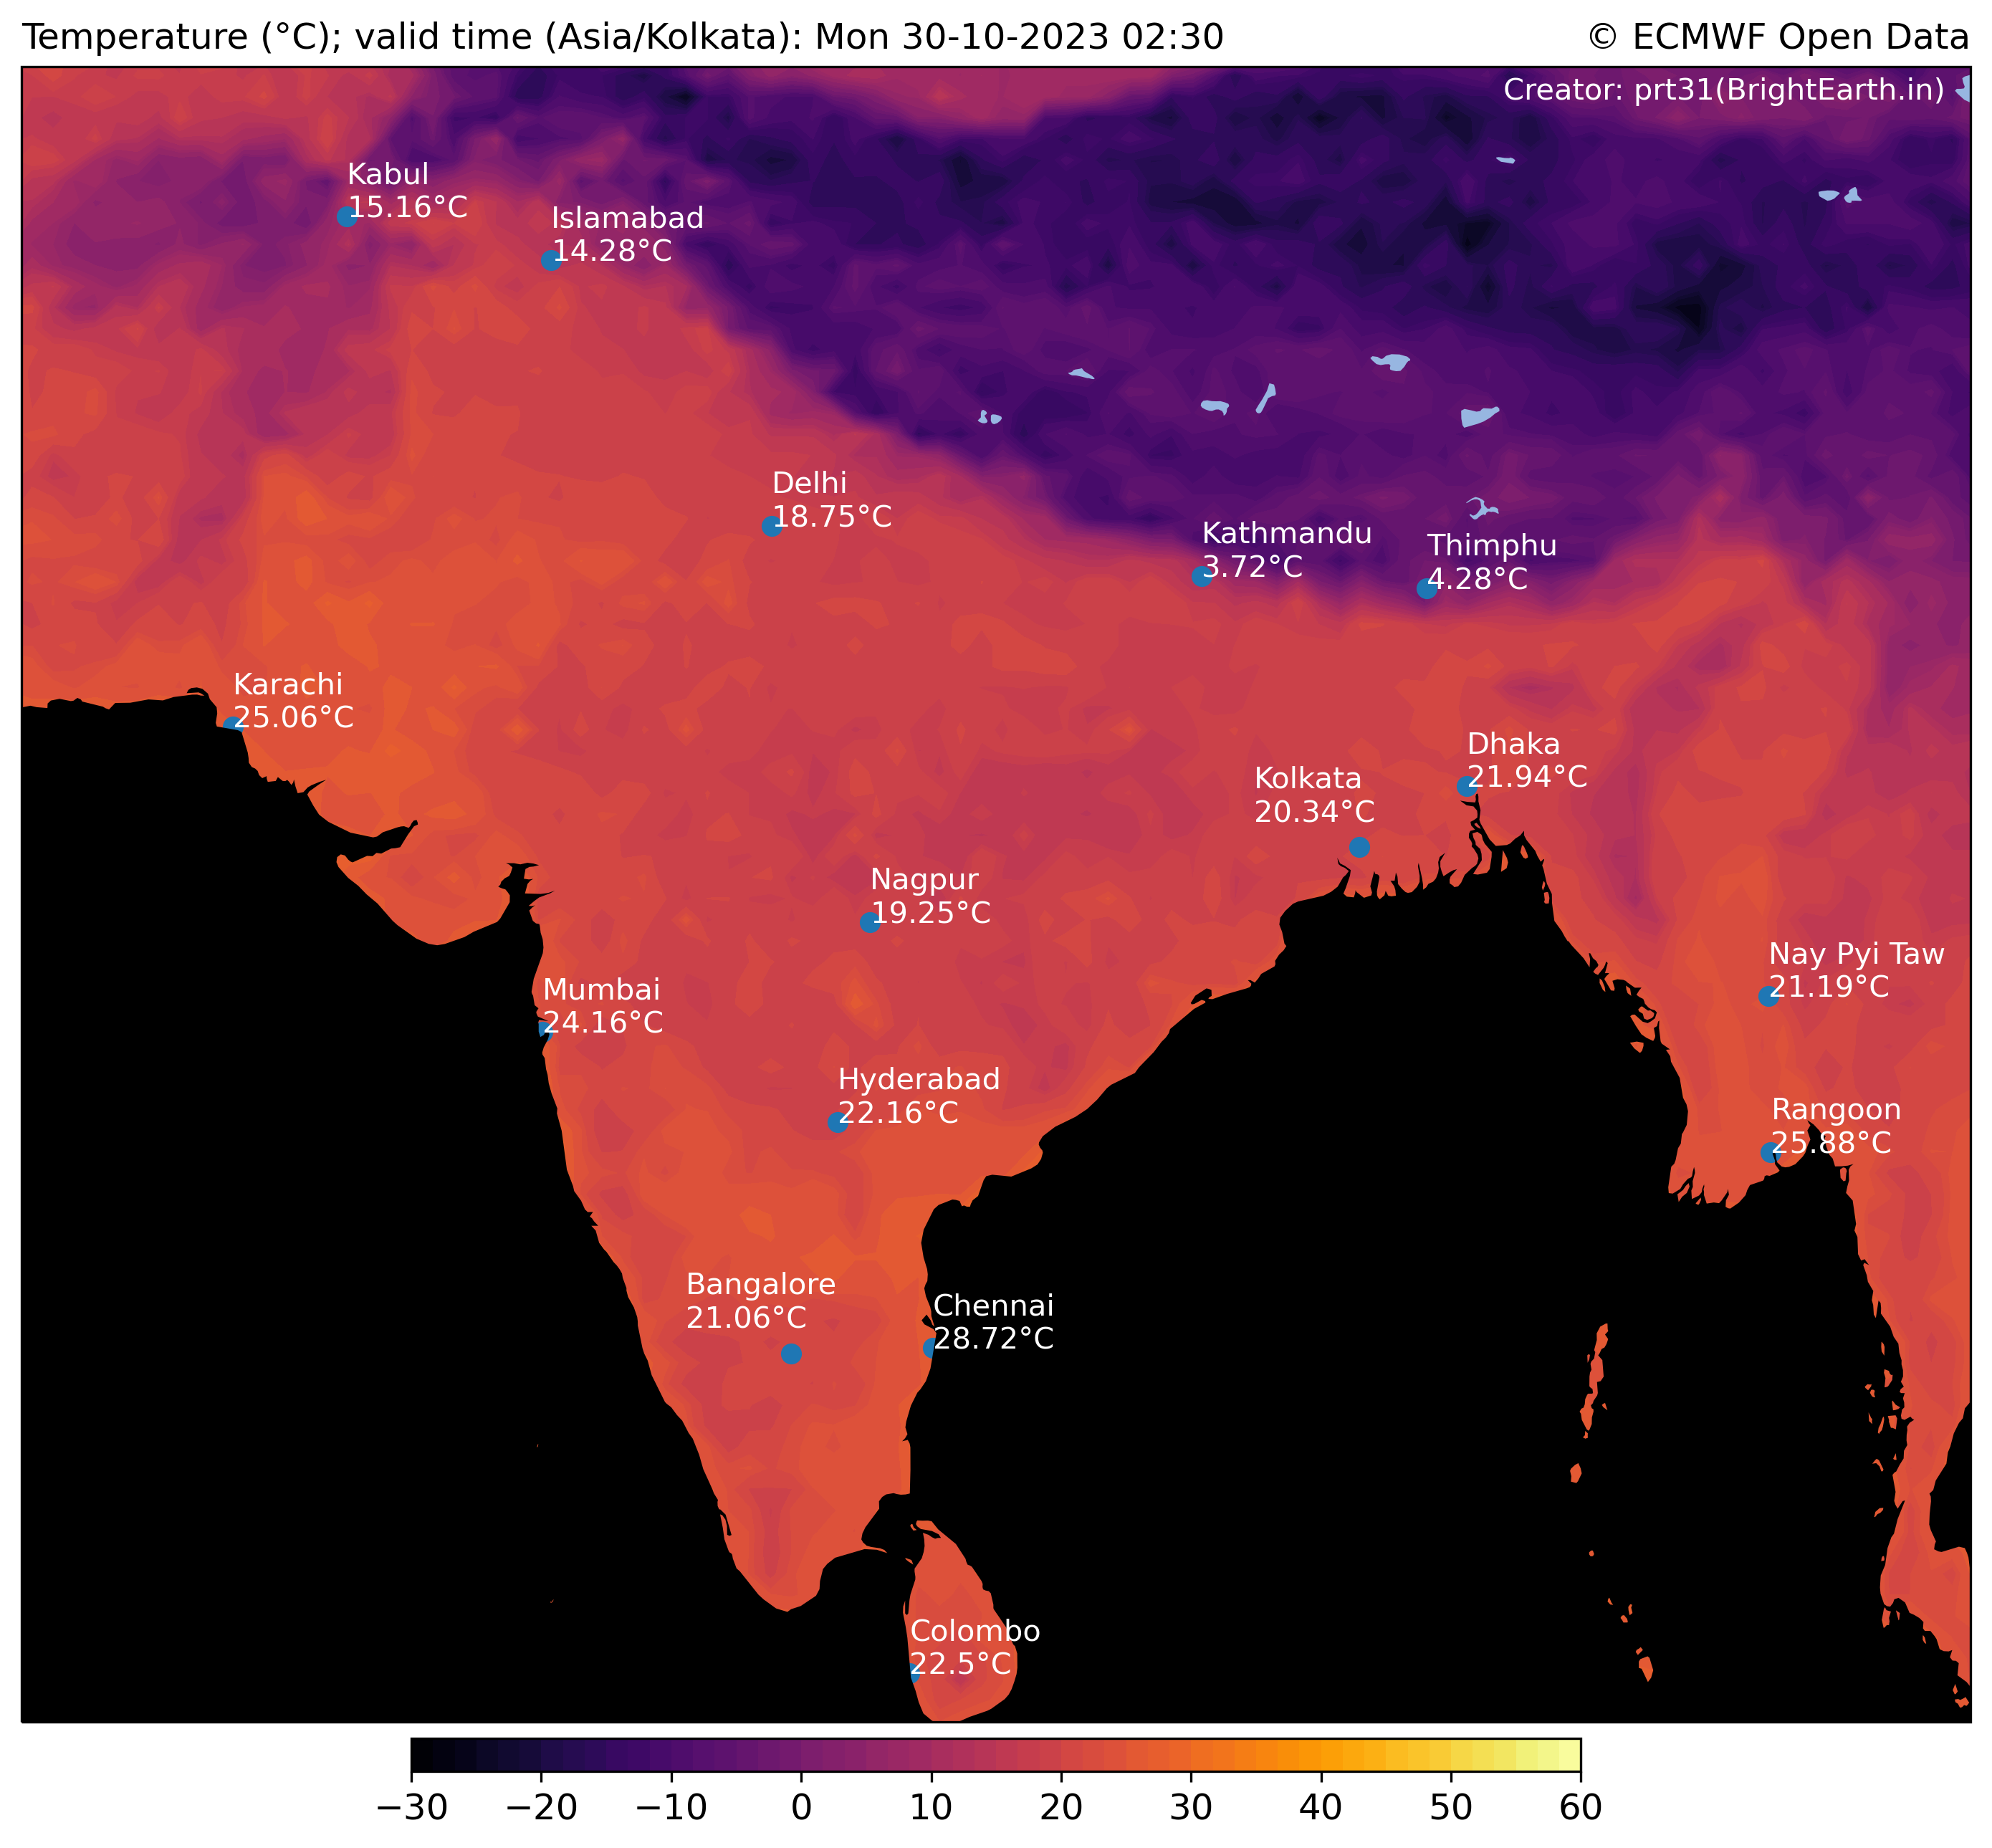 Temperature (°C); valid time (Asia/Kolkata): Mon 30-10-2023 02:30
© ECMWF Open Data
Creator: prt31(BrightEarth.in)
Kabul
15.16°C
Islamabad
14.28°C
Delhi
18.75°C
Kathmandu
3.72°C
Thimphu
4.28°C
Karachi
25.06°C
Dhaka
21.94°C
Kolkata
20.34°C
Nagpur
19.25°C
Nay Pyi Taw
21.19°C
Mumbai
24.16°C
Hyderabad
22.16°C
Rangoon
25.88°C
Bangalore
21.06°C
Chennai
28.72°C
Colombo
22.5°C
−30 −20 −10 0 10 20 30 40 50 60